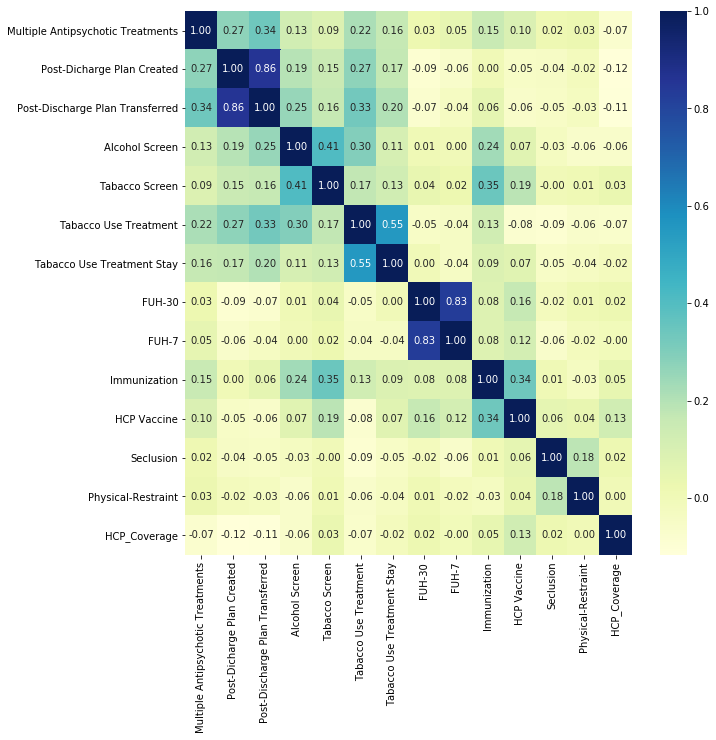 Multiple Antipsychotic Treatments 1.00 0.27 0.34 0.13 0.09 0.22 0.16 0.03 0.05 0.15 0.10 0.02 0.03 -0.07
Post-Dicharge Plan Created 0.27 1.00 0.86 0.19 0.15 0.27 0.17 -0.09 -0.06 0.00 -0.05 -0.04 -0.02 -0.12
Post-Discharge Plan Transferred 0.34 0.86 1.00 0.25 0.16 0.33 0.20 -0.07 -0.04 0.06 -0.06 -0.05 -0.03 -0.11
Alcohol Screen 0.13 0.19 0.25 1.00 0.41 0.30 0.11 0.01 0.00 0.24 0.07 -0.03 -0.06 -0.06
Tabacco Screen 0.09 0.15 0.16 0.41 1.00 0.17 0.13 0.04 0.02 0.35 0.19 -0.00 0.01 0.03
Tabacco Use Treatment 0.22 0.27 0.33 0.30 0.17 1.00 0.55 -0.05 -0.04 0.13 -0.08 -0.09 -0.06 -0.07
Tabacco Use Treatment Stay 0.16 0.17 0.20 0.11 0.13 0.55 1.00 0.00 -0.04 0.09 0.07 -0.05 -0.04 -0.02
FUH-30 0.03 -0.09 -0.07 0.01 0.04 -0.05 0.00 1.00 0.83 0.08 0.16 -0.02 0.01 0.02
FUH-7 0.05 -0.06 -0.04 0.00 0.02 -0.04 -0.04 0.83 1.00 0.08 0.12 -0.06 -0.02 -0.00
Immunization 0.15 0.00 0.06 0.24 0.35 0.13 0.09 0.08 0.08 1.00 0.34 0.01 -0.03 0.05
HCP Vaccine 0.10 -0.05 -0.06 0.07 0.19 -0.08 0.07 0.16 0.12 0.34 1.00 0.06 0.04 0.13
Seclusion 0.02 -0.04 -0.05 -0.03 -0.00 -0.09 -0.05 -0.02 -0.06 0.01 0.06 1.00 0.18 0.02
Physical-Restraint 0.03 -0.02 -0.03 -0.06 0.01 -0.06 -0.04 0.01 -0.02 -0.03 0.04 0.18 1.00 0.00
HCP_Coverage -0.07 -0.12 -0.11 -0.06 0.03 -0.07 -0.02 0.02 -0.00 0.05 0.13 0.02 0.00 1.00
Multiple Antipsychotic Treatments
Post-Dicharge Plan Created
Post-Discharge Plan Transferred
Alcohol Screen
Tabacco Screen
Tabacco Use Treatment
Tabacco Use Treatment Stay
FUH-30
FUH-7
Immunization
HCP Vaccine
Seclusion
Physical-Restraint
HCP_Coverage
1.0
0.8
0.6
0.4
0.2
0.0